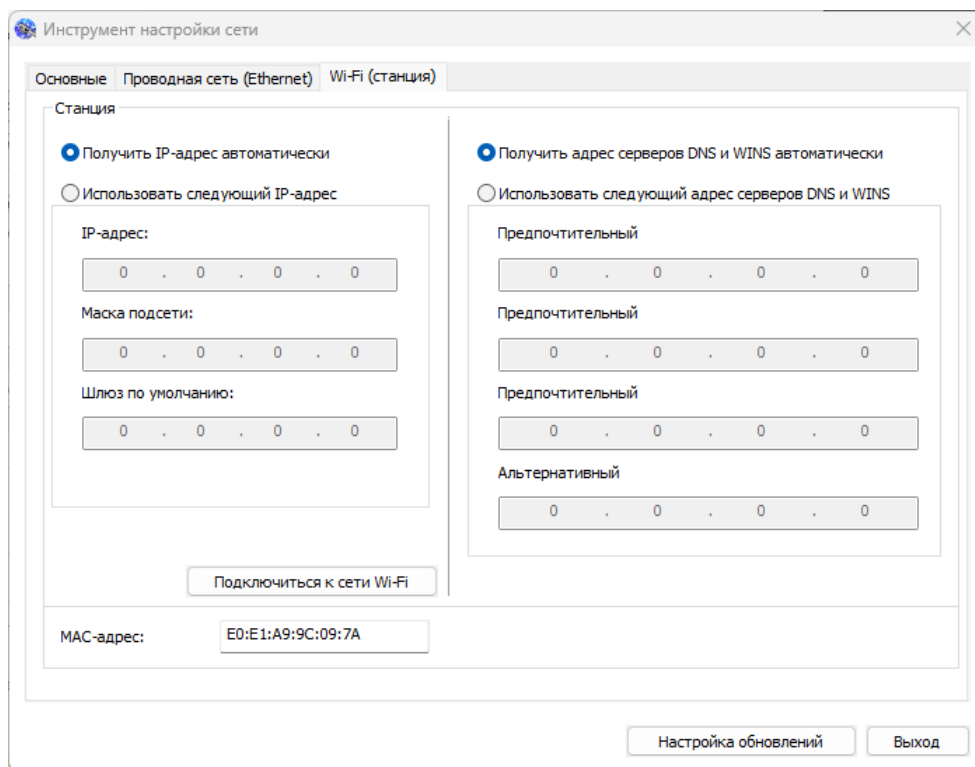 Инструмент настройки сети
Основные Проводная сеть (Ethernet) Wi-Fi (станция)
Станция
Получить IP-адрес автоматически
Использовать следующий IP-адрес
IP-адрес:
0 . 0 . 0 . 0
Маска подсети:
0 . 0 . 0 . 0
Шлюз по умолчанию:
0 . 0 . 0 . 0
Подключиться к сети Wi-Fi
Получить адрес серверов DNS и WINS автоматически
Использовать следующий адрес серверов DNS и WINS
Предпочтительный
0 . 0 . 0 . 0
Предпочтительный
0 . 0 . 0 . 0
Предпочтительный
0 . 0 . 0 . 0
Альтернативный
0 . 0 . 0 . 0
MAC-адрес: E0:E1:A9:9C:09:7A
Настройка обновлений Выход